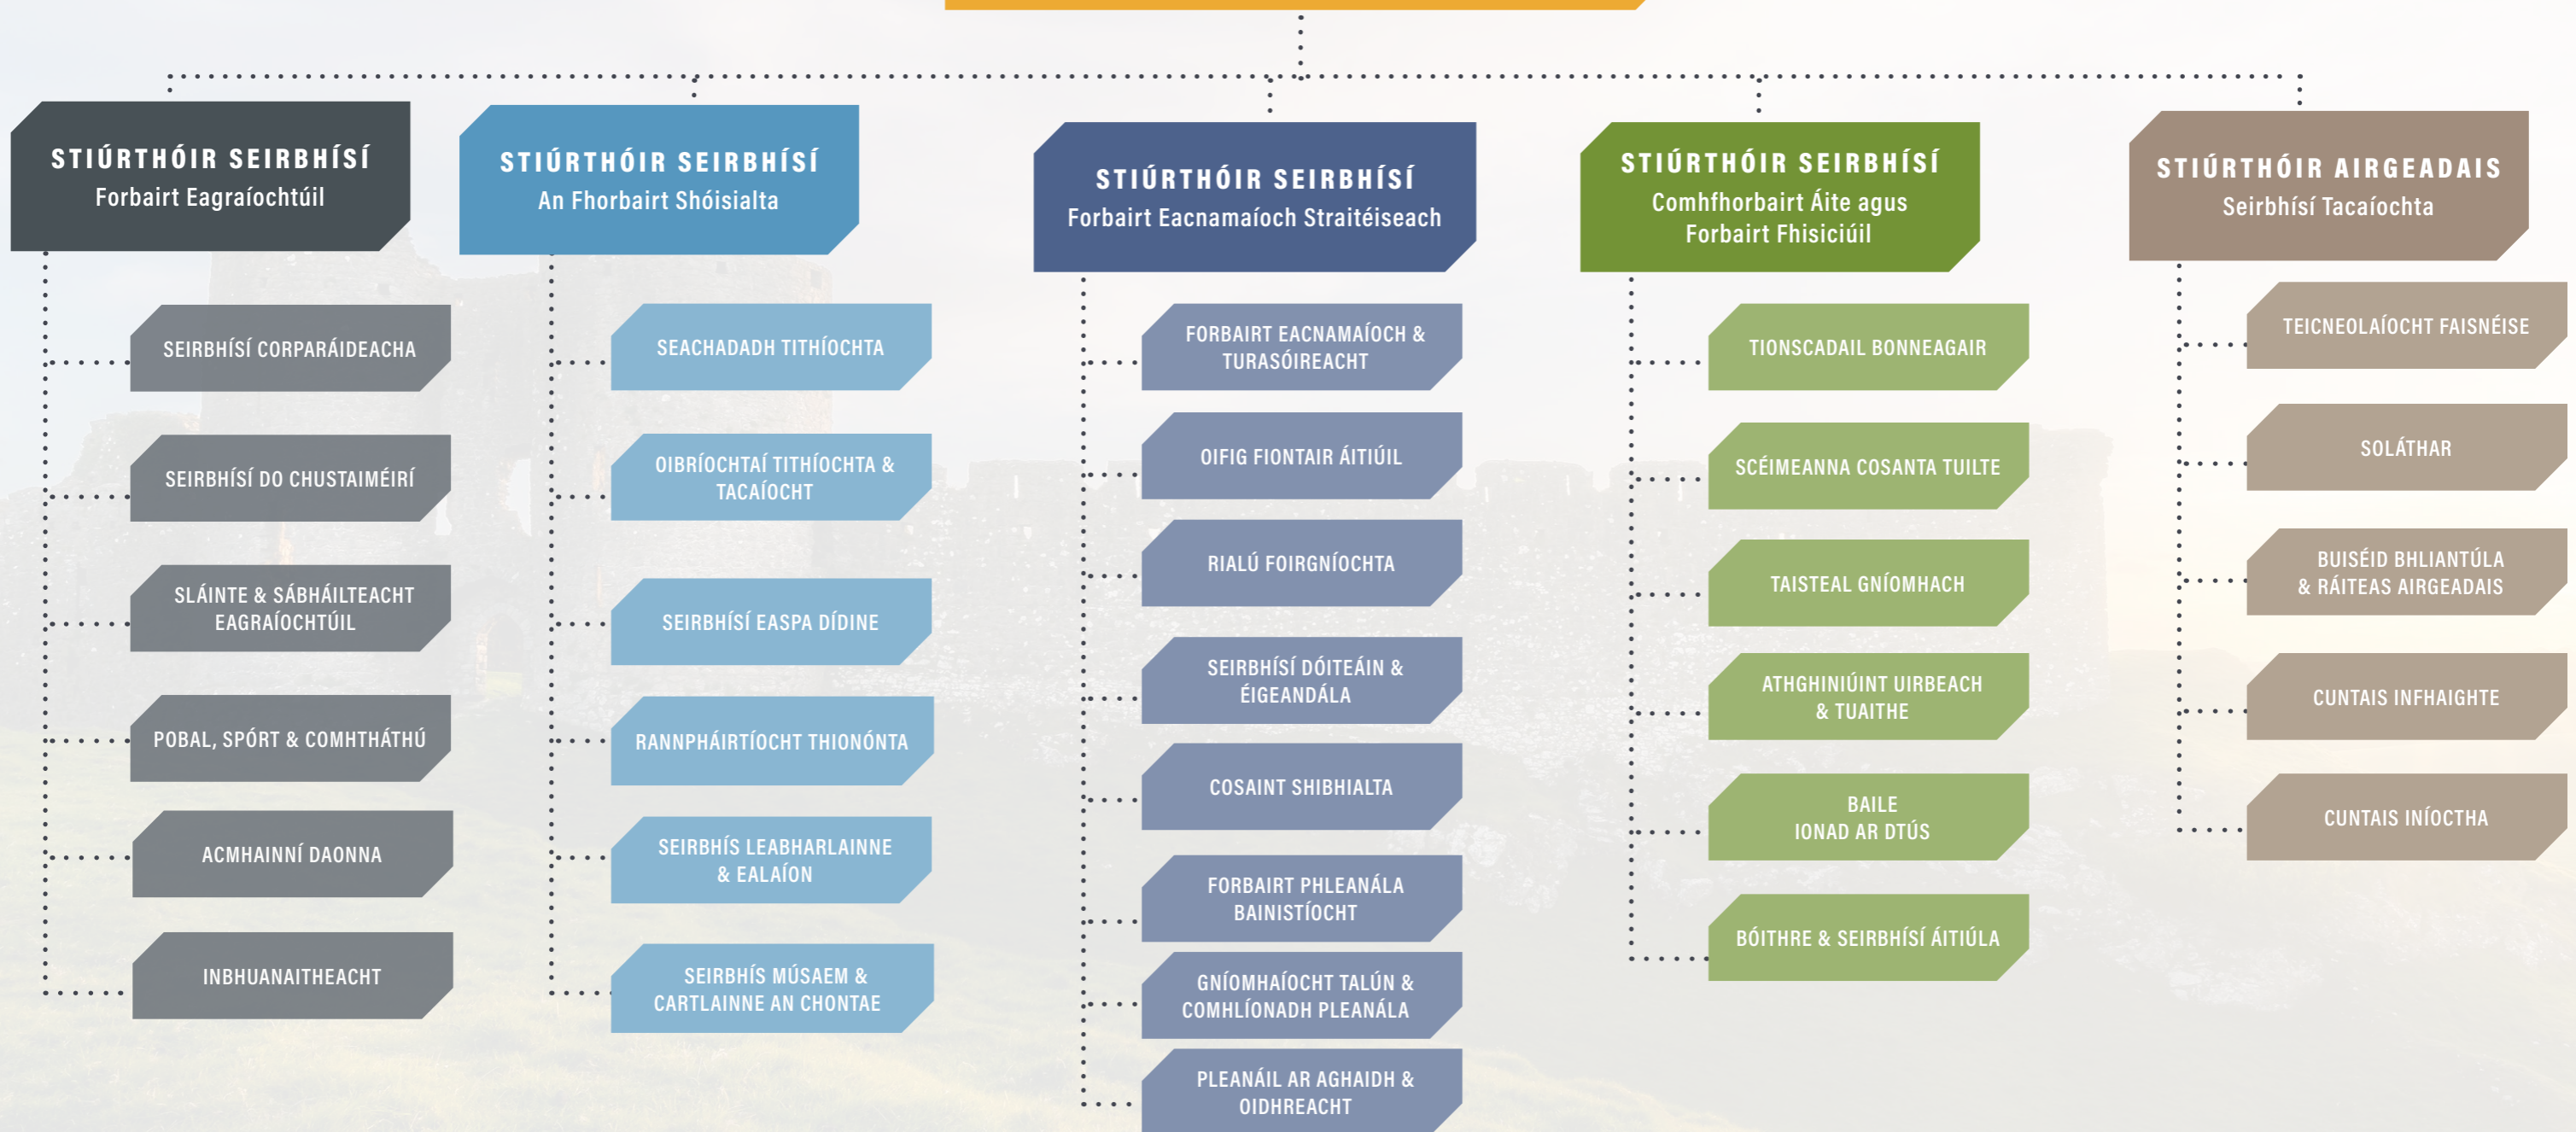 STIÚRTHÓIR SEIRBHÍSÍ
Forbairt Eagraíochtúil
SEIRBHÍSÍ CORPARÁIDEACHA
SEIRBHÍSÍ DO CHUSTAIMÉIRÍ
SLÁINTE & SÁBHÁILTEACHT
EAGRAÍOCHTÚIL
POBAL, SPÓRT & COMHTHÁTHÚ
ACMHAINNÍ DAONNA
INBHUANAITHEACHT
STIÚRTHÓIR SEIRBHÍSÍ
An Fhorbairt Shóisialta
SEACHADADH TITHÍOCHTA
OIBRÍOCHTAÍ TITHÍOCHTA &
TACAÍOCHT
SEIRBHÍSÍ EASPA DÍDINE
RANNPHÁIRTÍOCHT THIONÓNTA
SEIRBHÍS LEABHARLAINNE
& EALAÍON
SEIRBHÍS MÚSAEM &
CARTLAINNE AN CHONTAE
STIÚRTHÓIR SEIRBHÍSÍ
Forbairt Eacnamaíoch Straitéiseach
FORBAIRT EACNAMAÍOCH &
TURASÓIREACHT
OIFIG FIONTAIR ÁITIÚIL
RIALÚ FOIRGNÍOCHTA
SEIRBHÍSÍ DÓITEÁIN &
ÉIGEANDÁLA
COSAINT SHIBHIALTA
FORBAIRT PHLEANÁLA
BAINISTÍOCHT
GNÍOMHAÍOCHT TALÚN &
COMHLÍONADH PLEANÁLA
PLEANÁIL AR AGHAIDH &
OIDHREACHT
STIÚRTHÓIR SEIRBHÍSÍ
Comhfhorbairt Áite agus
Forbairt Fhisiciúil
TIONSCADAIL BONNEAGAIR
SCÉIMEANNA COSANTA TUILTE
TAISTEAL GNÍOMHACH
ATHGHINIÚINT UIRBEACH
& TUAITHE
BAILE
IONAD AR DTÚS
BÓITHRE & SEIRBHÍSÍ ÁITIÚLA
STIÚRTHÓIR AIRGEADAIS
Seirbhísí Tacaíochta
TEICNEOLAÍOCHT FAISNÉISE
SOLÁTHAR
BUISÉID BHLIANTÚLA
& RÁITEAS AIRGEADAIS
CUNTAIS INFHAIGHTE
CUNTAIS INÍOCTHA